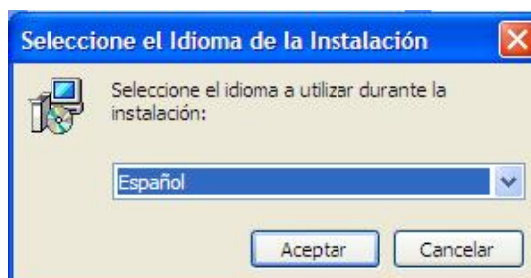 Seleccione el Idioma de la Instalación
Seleccione el idioma a utilizar durante la
instalación:
Español
Aceptar
Cancelar